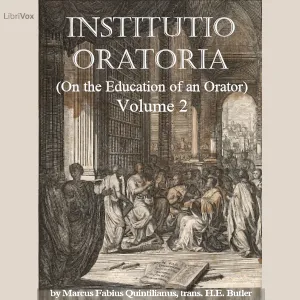 LibriVox
INSTITUTIO
ORATORIA
(On the Education of an Orator)
Volume 2
by Marcus Fabius Quintilianus, trans. H.E. Butler